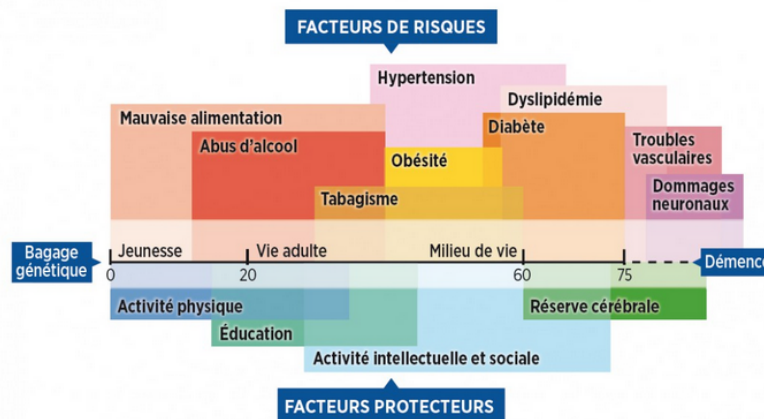 FACTEURS DE RISQUES
Hypertension
Dyslipidémie
Mauvaise alimentation
Diabète
Abus d'alcool
Troubles
vasculaires
Obésité
Tabagisme
Dommages
neuronaux
Bagage
génétique
Jeunesse
Vie adulte
Milieu de vie
Démence
0
20
60
75
Activité physique
Réserve cérébrale
Éducation
Activité intellectuelle et sociale
FACTEURS PROTECTEURS